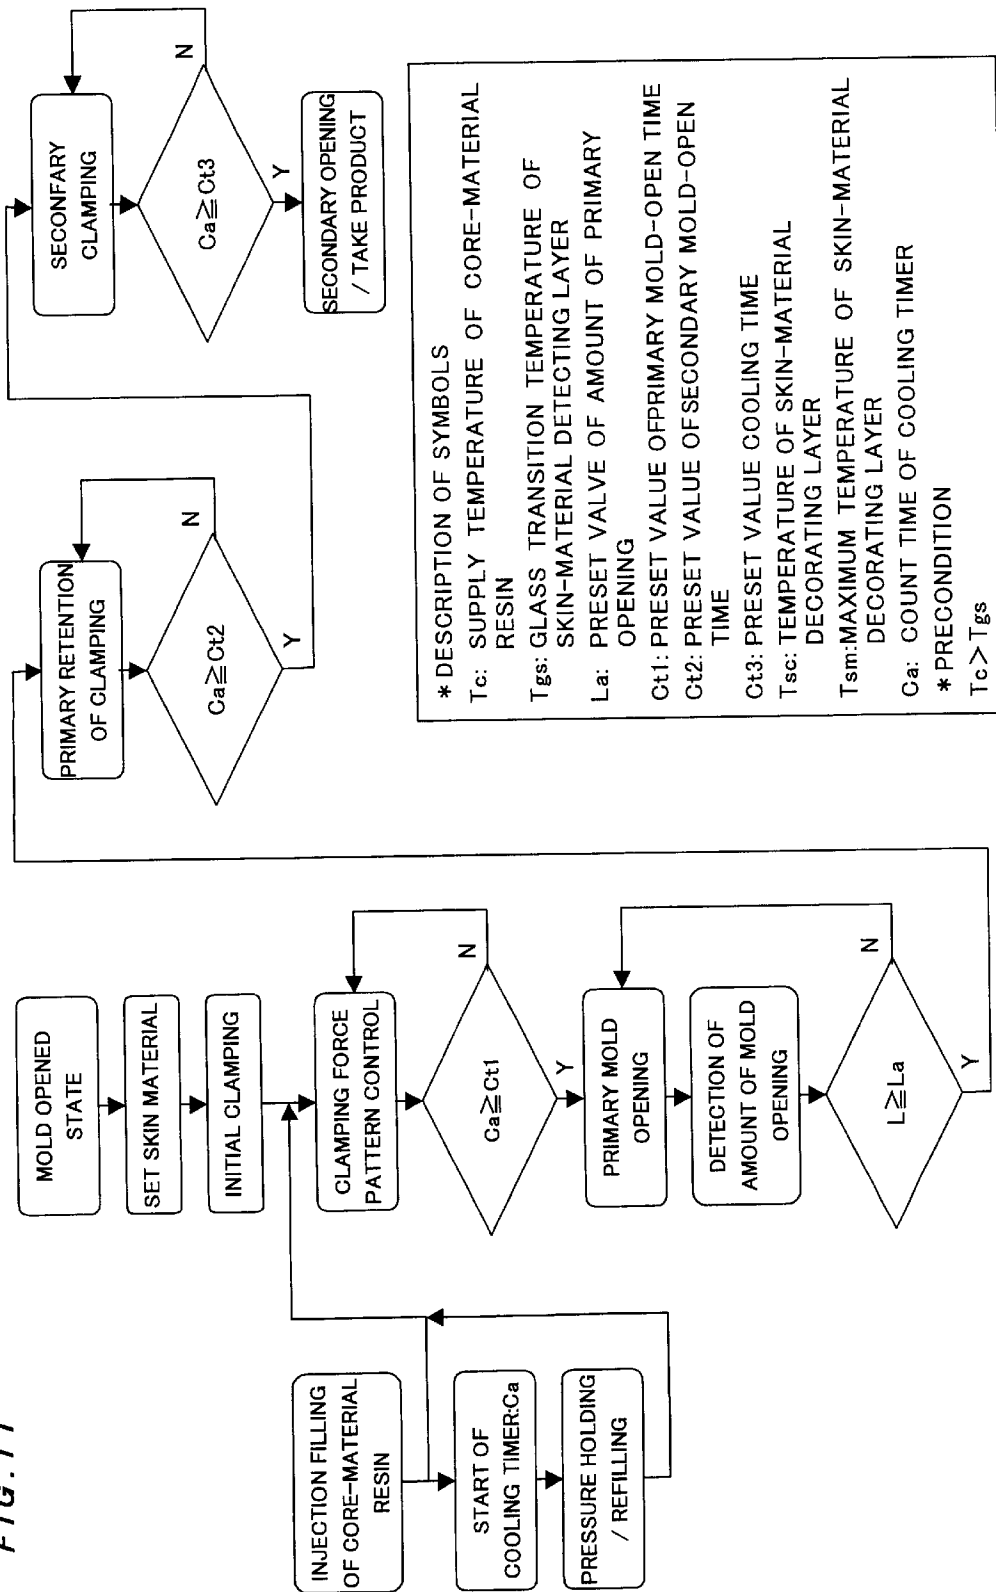 FIG. 11
MOLD OPENED
STATE
SET SKIN MATERIAL
INITIAL CLAMPING
INJECTION FILLING
OF CORE-MATERIAL
RESIN
START OF
COOLING TIMER:Ca
PRESSURE HOLDING
/ REFILLING
CLAMPING FORCE
PATTERN CONTROL
Ca≧Ct1
N
Y
PRIMARY MOLD
OPENING
DETECTION OF
AMOUNT OF MOLD
OPENING
L≧La
N
Y
PRIMARY RETENTION
OF CLAMPING
Ca≧Ct2
N
Y
SECONFARY
CLAMPING
Ca≧Ct3
N
Y
SECONDARY OPENING
/ TAKE PRODUCT
* DESCRIPTION OF SYMBOLS
Tc: SUPPLY TEMPERATURE OF CORE-MATERIAL
RESIN
Tgs: GLASS TRANSITION TEMPERATURE OF
SKIN-MATERIAL DETECTING LAYER
La: PRESET VALVE OF AMOUNT OF PRIMARY
OPENING
Ct1: PRESET VALUE OFPRIMARY MOLD-OPEN TIME
Ct2: PRESET VALUE OF SECONDARY MOLD-OPEN
TIME
Ct3: PRESET VALUE COOLING TIME
Tsc: TEMPERATURE OF SKIN-MATERIAL
DECORATING LAYER
Tsm:MAXIMUM TEMPERATURE OF SKIN-MATERIAL
DECORATING LAYER
Ca: COUNT TIME OF COOLING TIMER
* PRECONDITION
Tc>Tgs